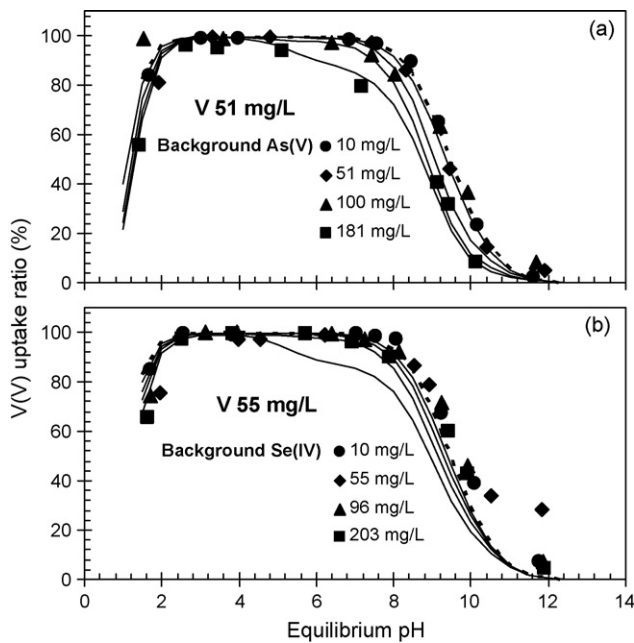 (a)
V 51 mg/L
Background As(V)
10 mg/L
51 mg/L
100 mg/L
181 mg/L
100
80
60
40
20
0
(b)
V 55 mg/L
Background Se(IV)
10 mg/L
55 mg/L
96 mg/L
203 mg/L
100
80
60
40
20
0
V(V) uptake ratio (%)
0 2 4 6 8 10 12 14
Equilibrium pH